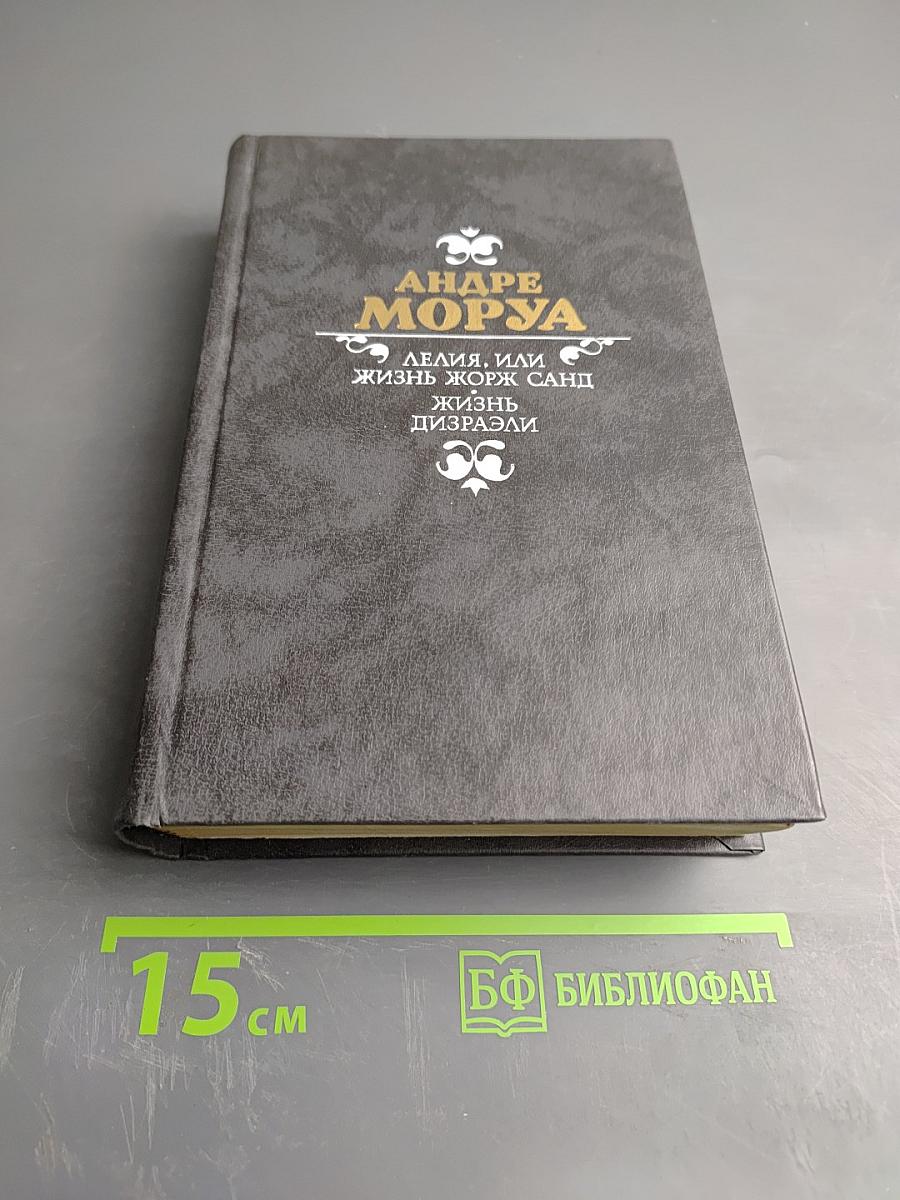 АНДРЕ
МОРУА
ЛЕЛИЯ, ИЛИ
ЖИЗНЬ ЖОРЖ САНД
·
ЖИЗНЬ
ДИЗРАЭЛИ
15 см
БФ БИБЛИОФАН